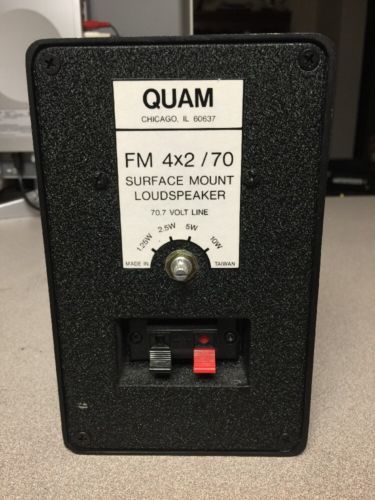 QUAM
CHICAGO, IL 60637
FM 4x2 / 70
SURFACE MOUNT
LOUDSPEAKER
70.7 VOLT LINE
1.25W 2.5W 5W 10W
MADE IN TAIWAN